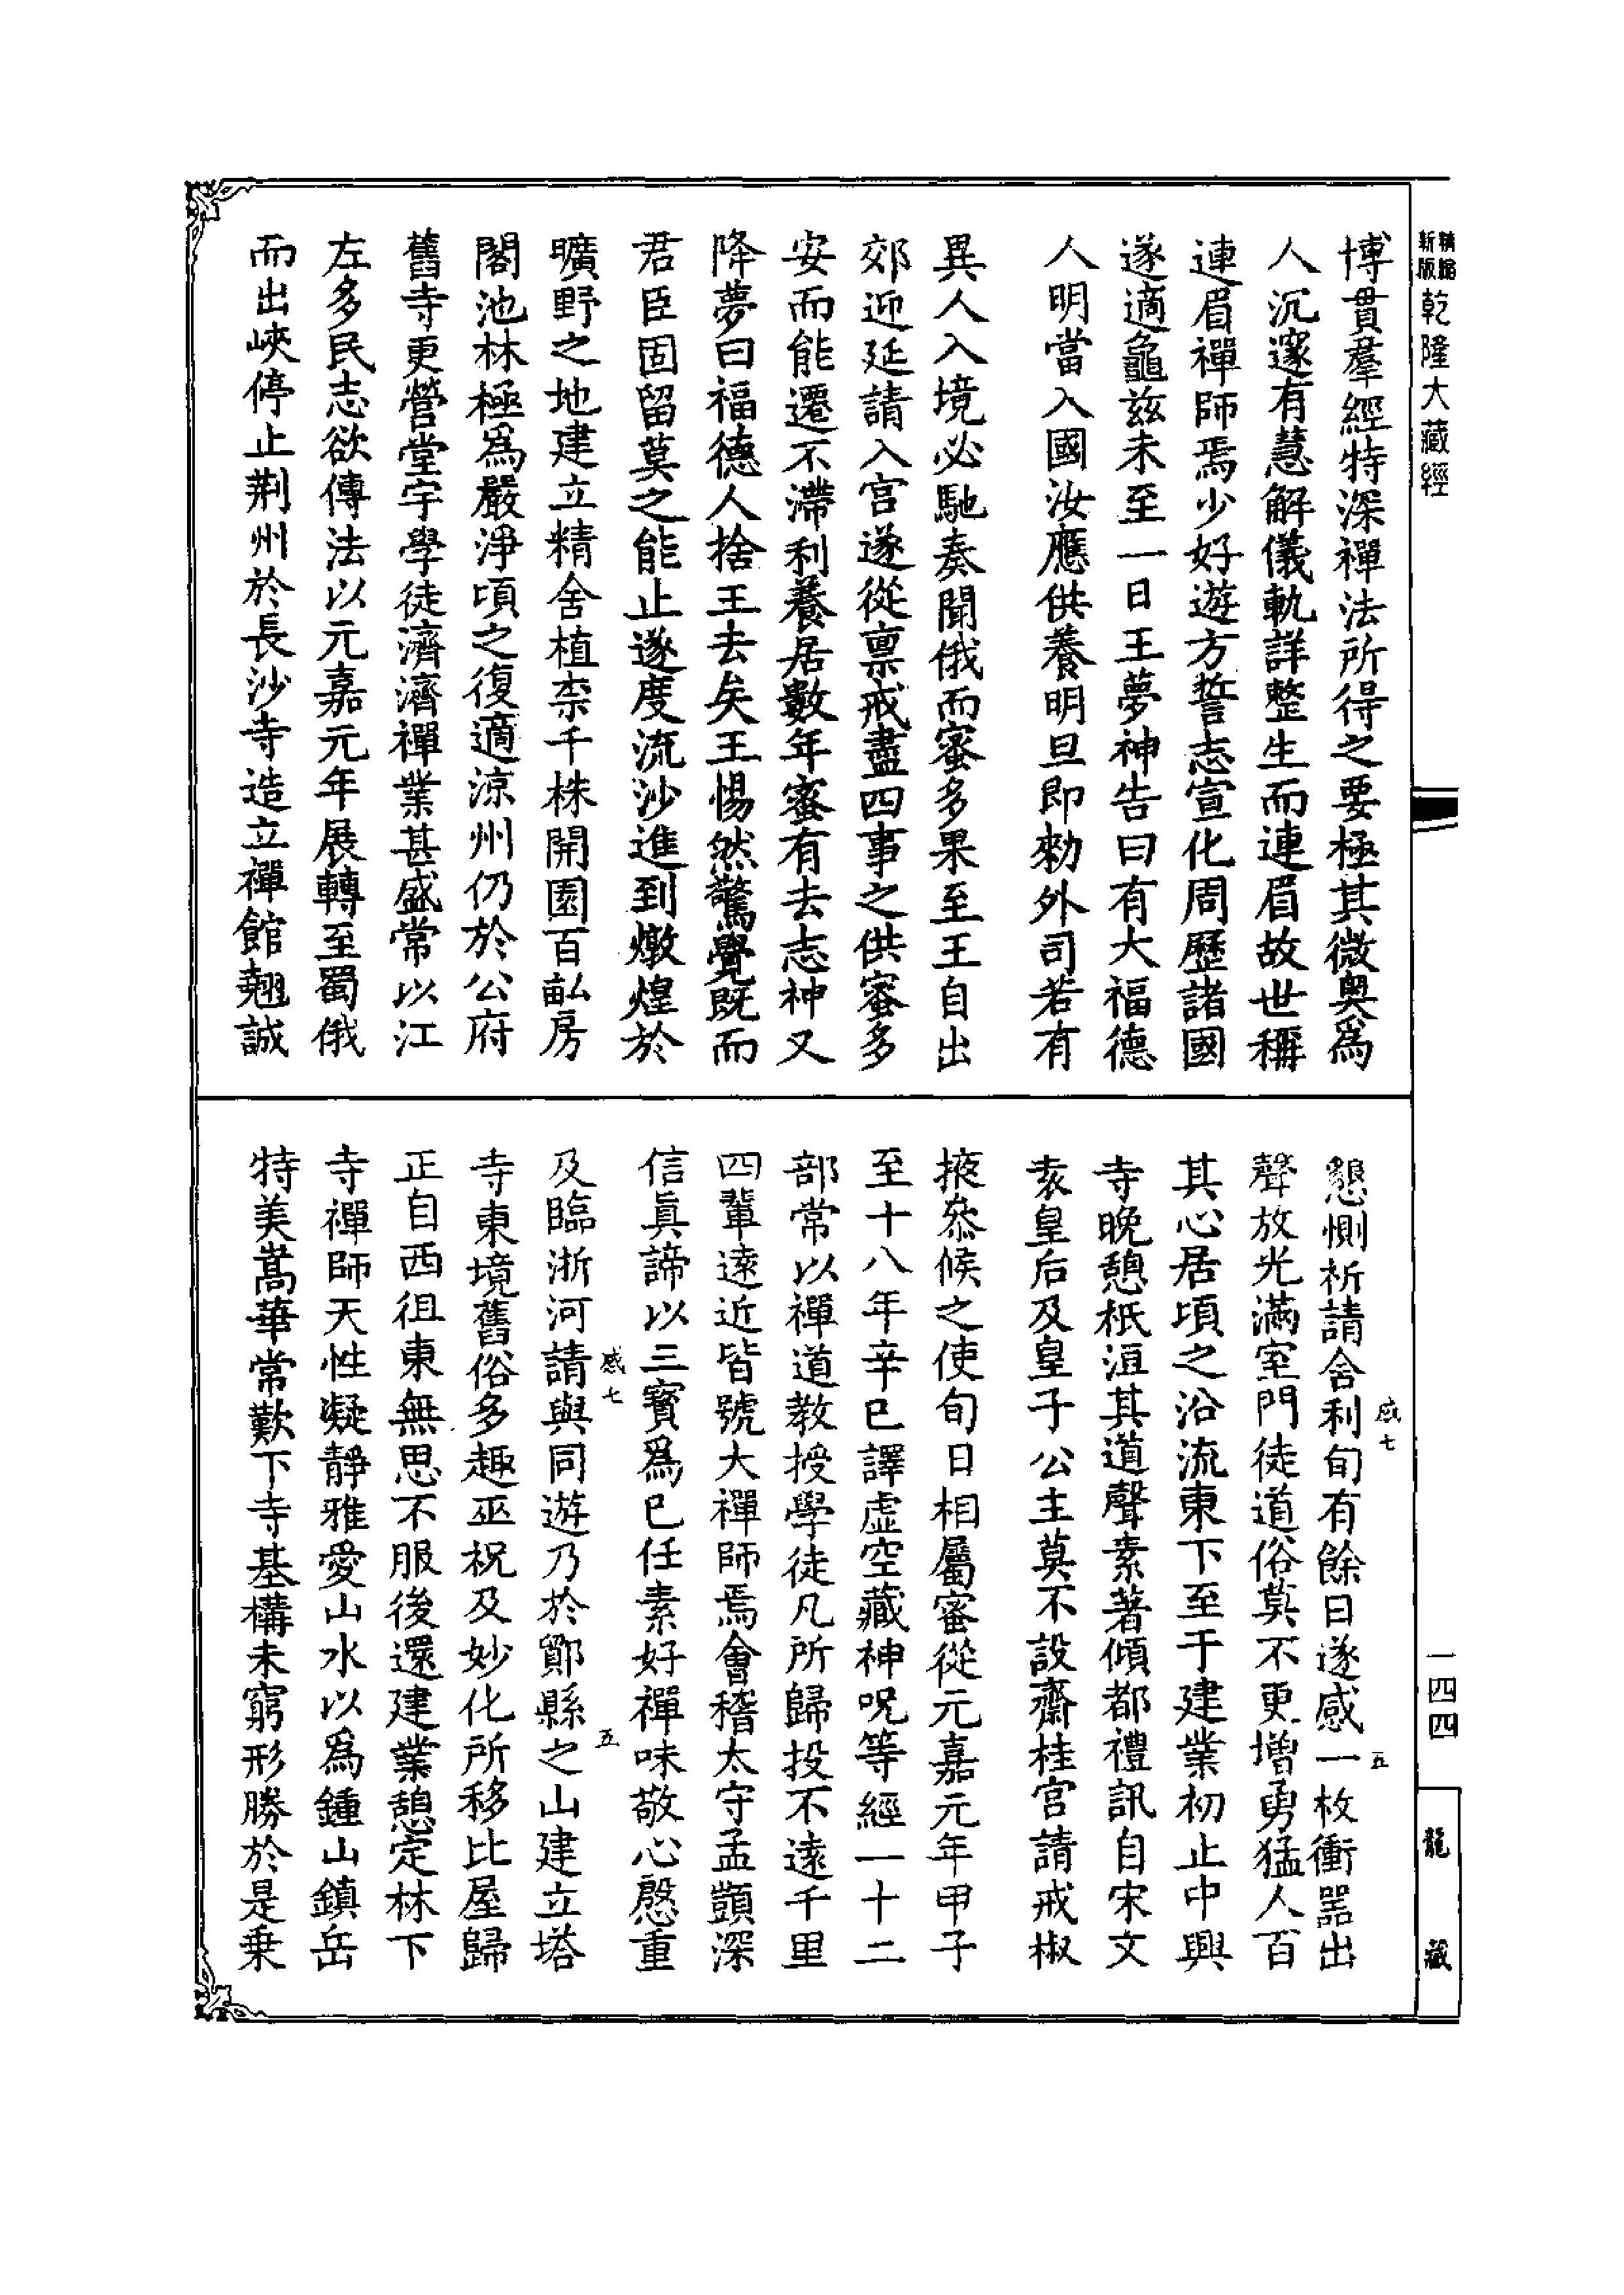 新版
精縮
乾隆大藏經
博貫羣經特深禪法所得之要極其微奧為
人沉邃有慧解儀軌詳整生而連眉故世稱
連眉禪師焉少好遊方誓志宣化周歷諸國
遂適龜茲未至一日王夢神告曰有大福德
人明當入國汝應供養明旦即勑外司若有
異人入境必馳奏聞俄而蜜多果至王自出
郊迎延請入宮遂從禀戒盡四事之供蜜多
安而能遷不滯利養居數年蜜有去志神又
降夢曰福德人捨王去矣王惕然驚覺既而
君臣固留莫之能止遂度流沙進到燉煌於
曠野之地建立精舍植柰千株開園百畝房
閣池林極爲嚴淨頃之復適涼州仍於公府
舊寺更營堂宇學徒濟濟禪業甚盛常以江
左多民志欲傳法以元嘉元年展轉至蜀俄
而出峽停止荆州於長沙寺造立禪館翹誠
懇惻祈請舍利旬有餘日遂感一枚衝器出
聲放光滿室門徒道俗莫不更增勇猛人百
其心居頃之沿流東下至于建業初止中興
寺晚憩祇洹其道聲素著傾都禮訊自宋文
袁皇后及皇子公主莫不設齋桂宮請戒椒
掖叅候之使旬日相屬蜜從元嘉元年甲子
至十八年辛巳譯虛空藏神呪等經一十二
部常以禪道教授學徒凡所歸投不遠千里
四輩遠近皆號大禪師焉會稽太守孟顗深
信眞諦以三寶爲已任素好禪味敬心慇重
及臨浙河請與同遊乃於鄮縣之山建立塔
寺東境舊俗多趣巫祝及妙化所移比屋歸
正自西徂東無思不服後還建業憩定林下
寺禪師天性凝靜雅愛山水以爲鍾山鎮岳
特美嵩華常歎下寺基構未窮形勝於是乗
感七
五
感七
五
一四四
龍藏